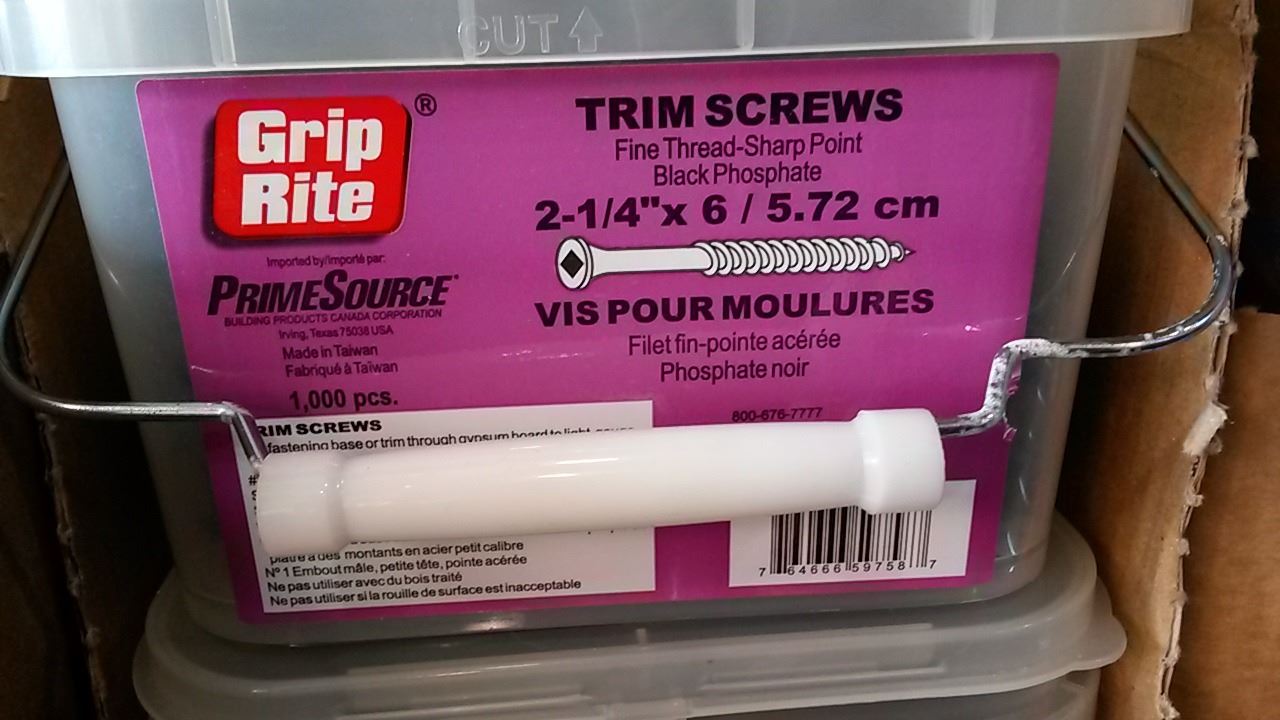 CUT
Grip
Rite
®
TRIM SCREWS
Fine Thread-Sharp Point
Black Phosphate
2-1/4"x 6 / 5.72 cm
Imported by/importé par:
PRIMESOURCE
BUILDING PRODUCTS CANADA CORPORATION
Irving, Texas 75038 USA
Made in Taiwan
Fabriqué à Taïwan
1,000 pcs.
VIS POUR MOULURES
Filet fin-pointe acérée
Phosphate noir
800-676-7777
RIM SCREWS
fastening base or trim through gypsum board to light
des montants en acier petit calibre
Nº 1 Embout mâle, petite tête, pointe acérée
Ne pas utiliser avec du bois traité
Ne pas utiliser si la rouille de surface est inacceptable
7 64666 59758 7